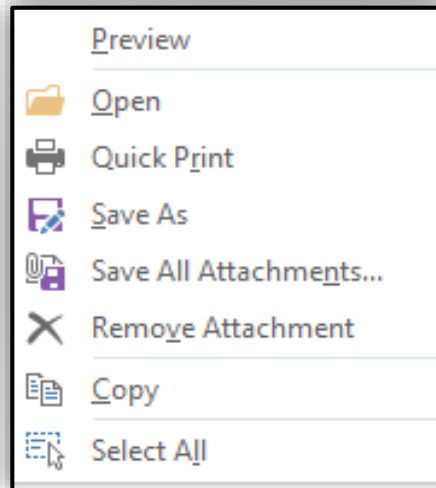 Preview
Open
Quick Print
Save As
Save All Attachments...
Remove Attachment
Copy
Select All